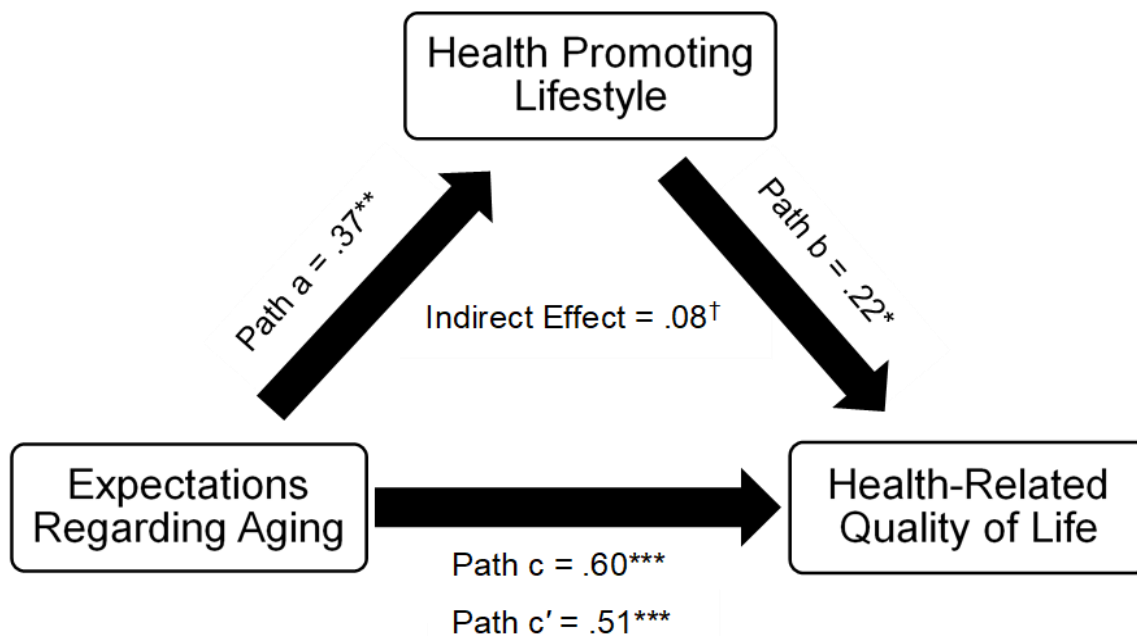 Health Promoting
Lifestyle
Path a = .37**
Path b = .22*
Indirect Effect = .08†
Expectations
Regarding Aging
Health-Related
Quality of Life
Path c = .60***
Path c′ = .51***